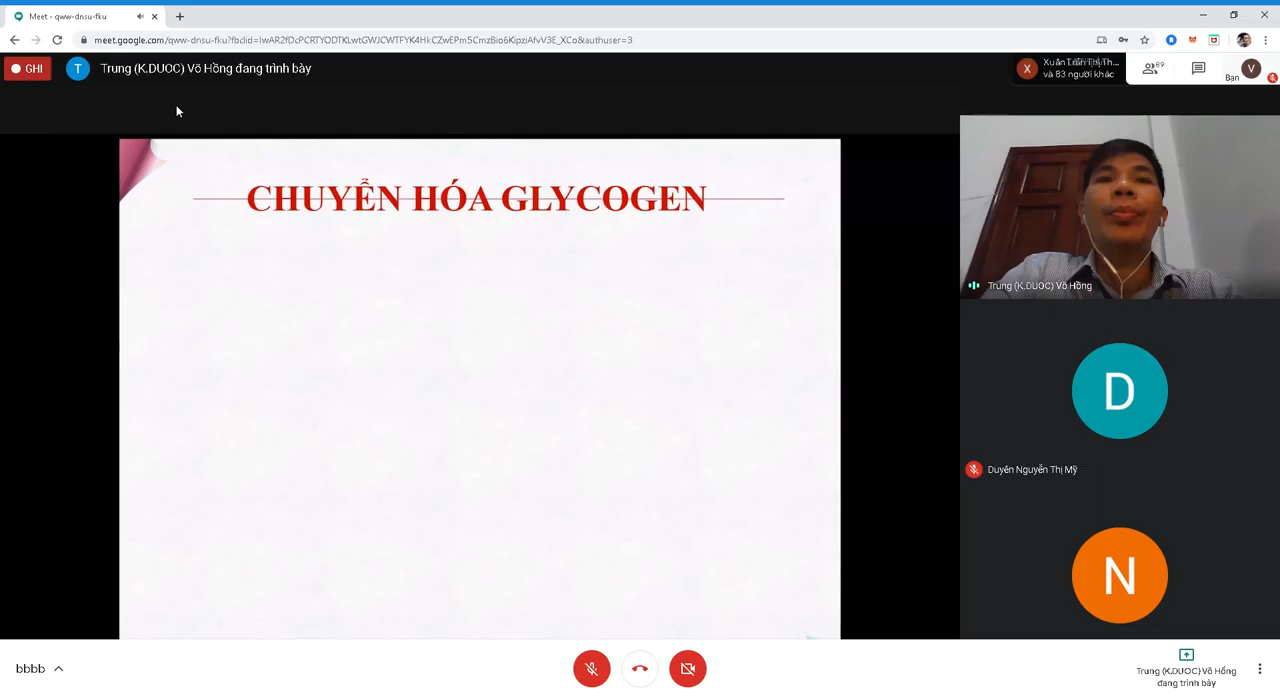 Meet - qww-dnsu-fku
meet.google.com/qww-dnsu-fku?fbclid=IwAR2fDcPCRTYODTKLwtGWJCWTFYK4HkCZwEPm5CmzBio6KipziAfvV3E_XCo&authuser=3
GHI
T
Trung (K.DUOC) Võ Hồng đang trình bày
X
Xuân
và 83 người khác
89
Bạn
V
CHUYỂN HÓA GLYCOGEN
Trung (K.DUOC) Võ Hồng
D
Duyên Nguyễn Thị Mỹ
N
bbbb
Trung (K.DUOC) Võ Hồng
đang trình bày